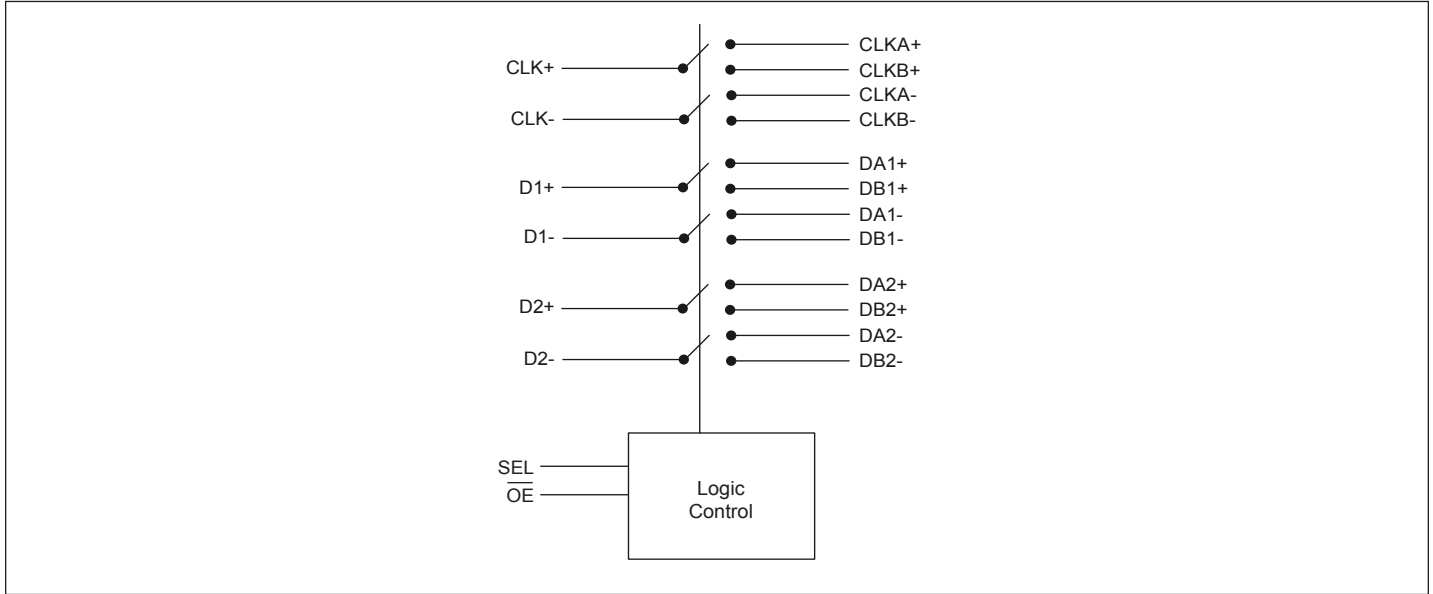 CLK+
CLKA+
CLKB+
CLK-
CLKA-
CLKB-
D1+
DA1+
DB1+
D1-
DA1-
DB1-
D2+
DA2+
DB2+
D2-
DA2-
DB2-
SEL
OE
Logic
Control